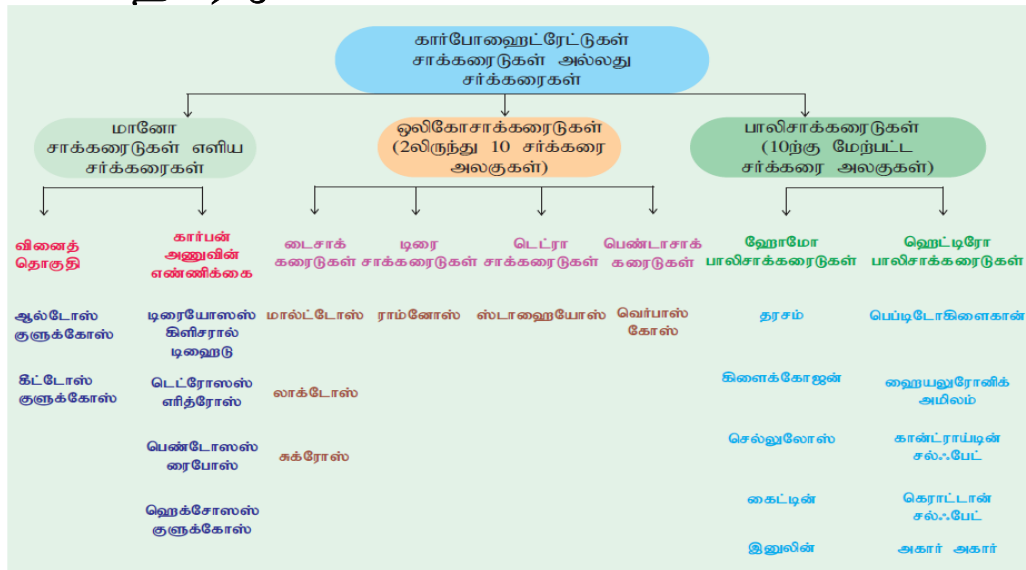 கார்போஹைட்ரேட்டுகள்
சாக்கரைடுகள் அல்லது
சர்க்கரைகள்
மானோ
சாக்கரைடுகள் எளிய
சர்க்கரைகள்
ஒலிகோசாக்கரைடுகள்
(2லிருந்து 10 சர்க்கரை
அலகுகள்)
பாலிசாக்கரைடுகள்
(10ற்கு மேற்பட்ட
சர்க்கரை அலகுகள்)
வினைத்
தொகுதி
கார்பன்
அணுவின்
எண்ணிக்கை
டைசாக்
கரைடுகள்
டிரை
சாக்கரைடுகள்
டெட்ரா
சாக்கரைடுகள்
பெண்டாசாக்
கரைடுகள்
ஹோமோ
பாலிசாக்கரைடுகள்
ஹெட்டிரோ
பாலிசாக்கரைடுகள்
ஆல்டோஸ்
குளுக்கோஸ்
கீட்டோஸ்
குளுக்கோஸ்
டிரையோஸஸ்
கிளிசரால்
டிஹைடு
டெட்ரோஸஸ்
எரித்ரோஸ்
பெண்டோஸஸ்
ரைபோஸ்
ஹெக்சோஸஸ்
குளுக்கோஸ்
மால்ட்டோஸ்
லாக்டோஸ்
சுக்ரோஸ்
ராம்னோஸ்
ஸ்டாஹையோஸ்
வெர்பாஸ்
கோஸ்
தரசம்
கிளைக்கோஜன்
செல்லுலோஸ்
கைட்டின்
இனுலின்
பெப்டிடோகிளைகான்
ஹையலுரோனிக்
அமிலம்
கான்ட்ராய்டின்
சல்ஃபேட்
கெராட்டான்
சல்ஃபேட்
அகார் அகார்